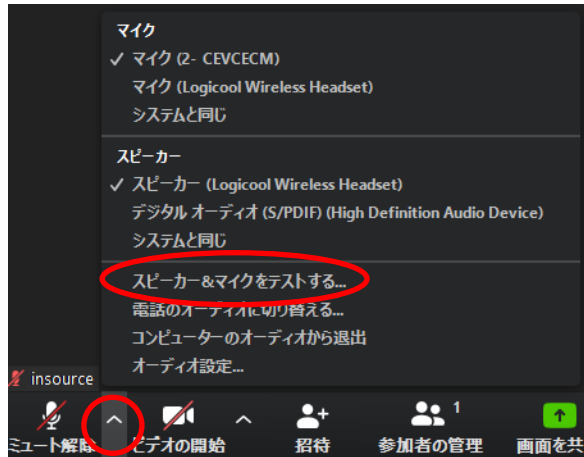 マイク
✓ マイク (2- CEVCECM)
マイク (Logicool Wireless Headset)
システムと同じ
スピーカー
✓ スピーカー (Logicool Wireless Headset)
デジタル オーディオ (S/PDIF) (High Definition Audio Device)
システムと同じ
スピーカー&マイクをテストする...
電話のオーディオに切り替える...
コンピューターのオーディオから退出
オーディオ設定...
insource
1
ミュート解除 ビデオの開始 招待 参加者の管理 画面を共